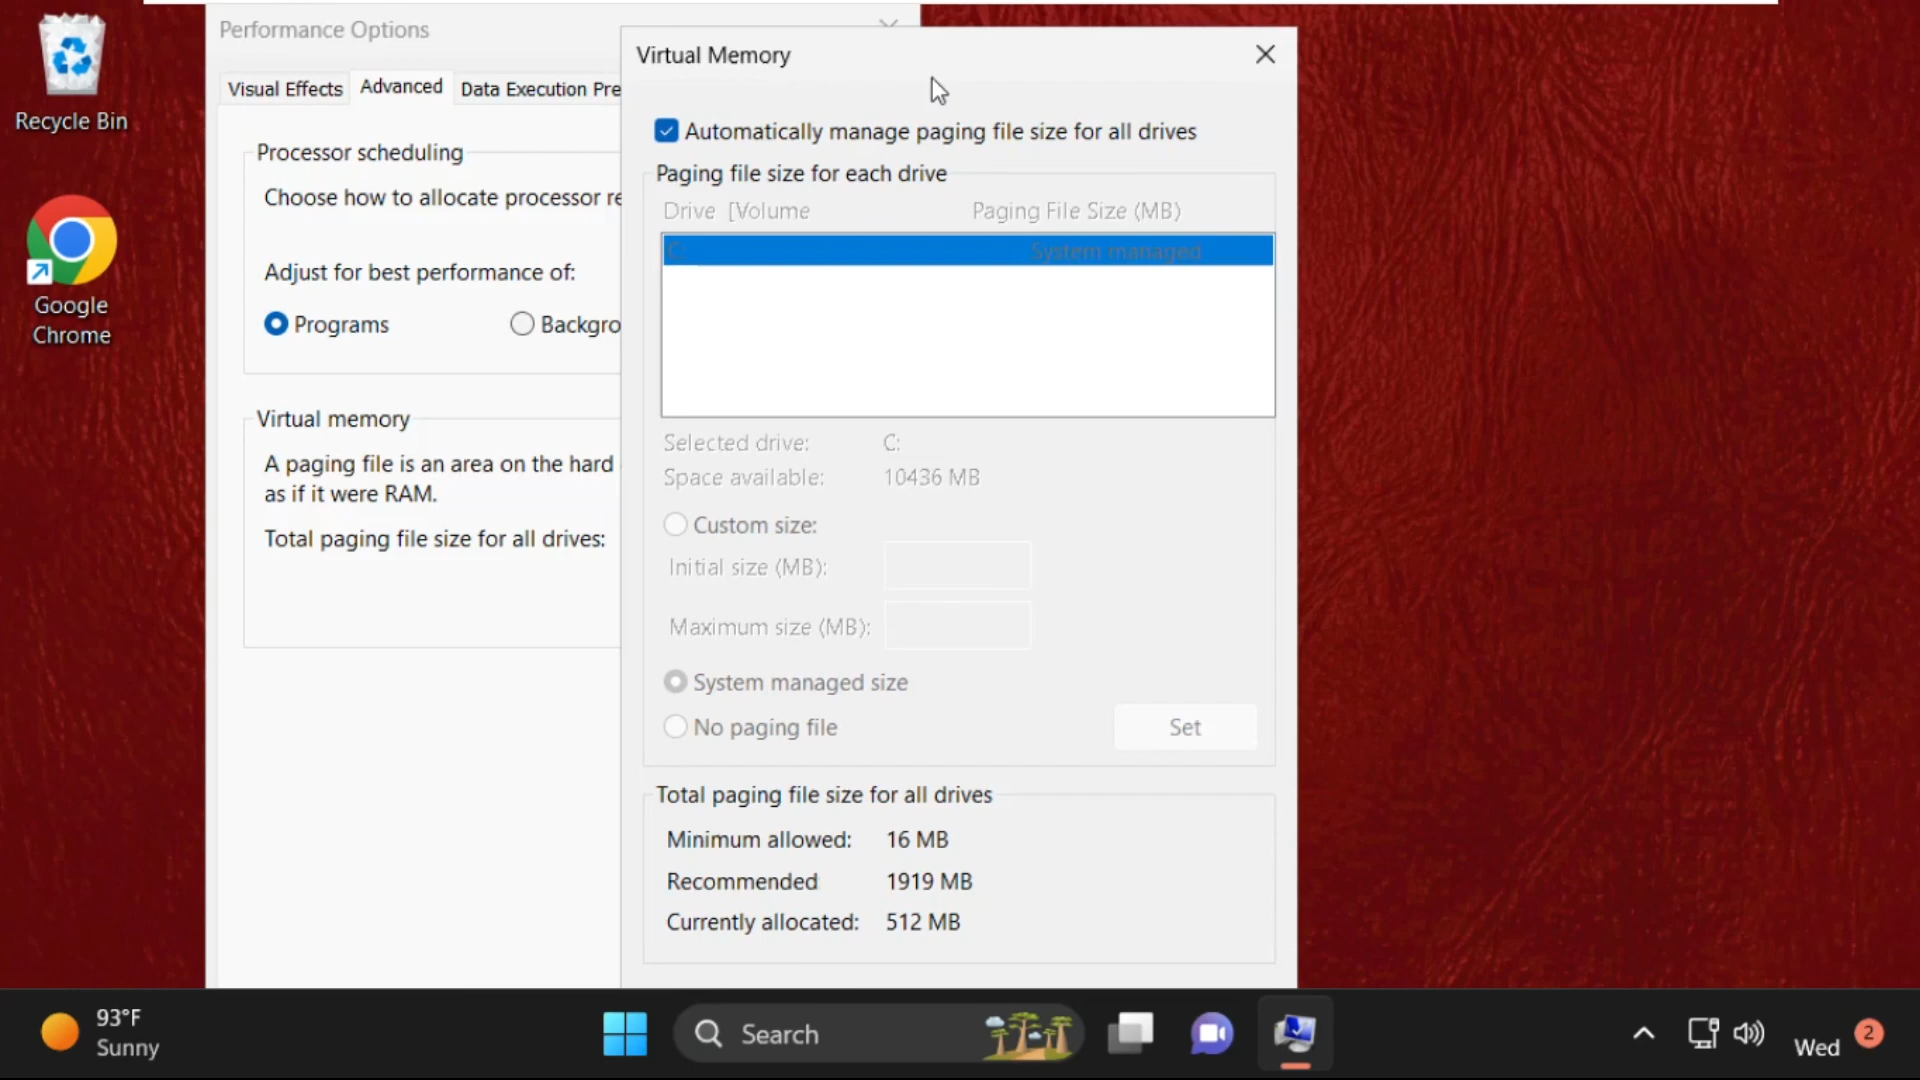 Recycle Bin
Google
Chrome
Performance Options
Visual Effects
Advanced
Data Execution Pre
Processor scheduling
Choose how to allocate processor re
Adjust for best performance of:
Programs
Backgro
Virtual memory
A paging file is an area on the hard
as if it were RAM.
Total paging file size for all drives:
Virtual Memory
Automatically manage paging file size for all drives
Paging file size for each drive
Drive [Volume
Paging File Size (MB)
C:
System managed
Selected drive: C:
Space available: 10436 MB
Custom size:
Initial size (MB):
Maximum size (MB):
System managed size
No paging file
Set
Total paging file size for all drives
Minimum allowed: 16 MB
Recommended 1919 MB
Currently allocated: 512 MB
93°F
Sunny
Search
Wed
2